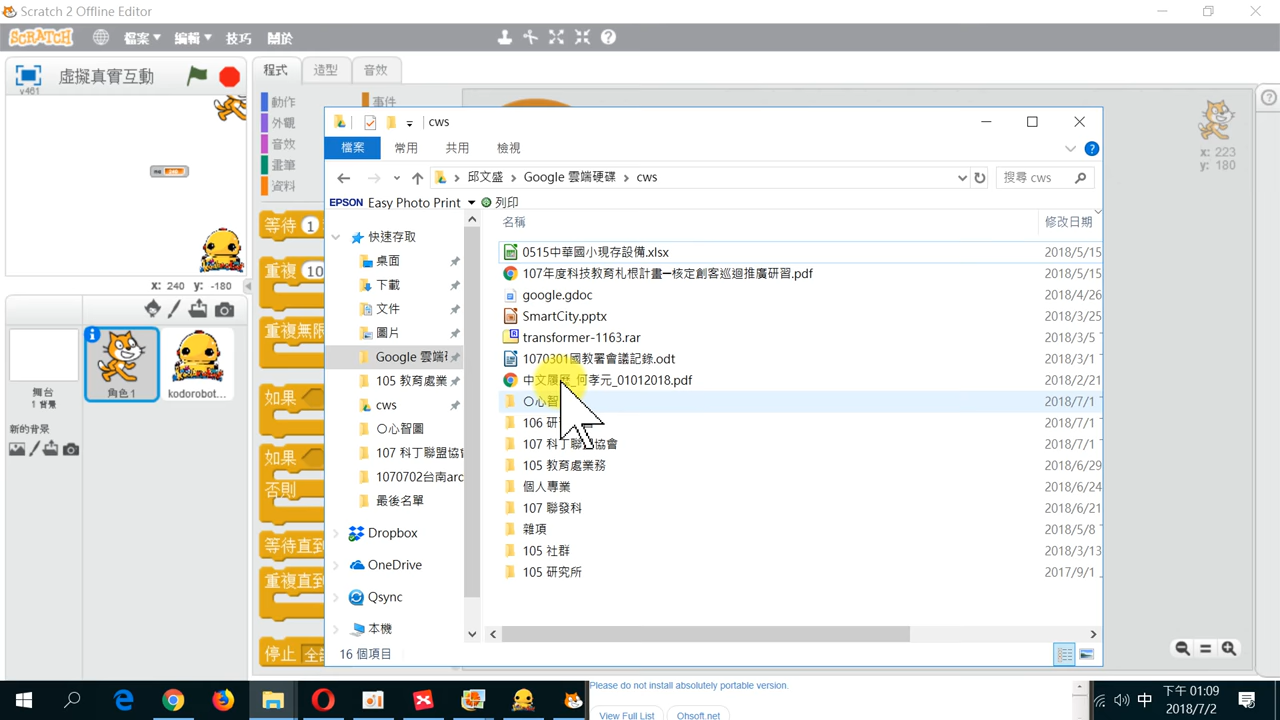 Scratch 2 Offline Editor
SCRATCH 檔案 編輯 技巧 關於
v461 虛擬真實互動
程式 造型 音效
動作 事件
外觀
音效
畫筆
資料
等待 1
重複 10
重複無限
如果
如果
否則
等待直到
重複直到
停止 全部
x: 240 y: -180
角色1
kodorobot...
舞台
1 背景
新的背景
x: 223
y: 180
cws
檔案 常用 共用 檢視
邱文盛 Google 雲端硬碟 cws
搜尋 cws
EPSON Easy Photo Print 列印
快速存取
桌面
下載
文件
圖片
Google 雲端硬
105 教育處業
cws
〇心智圖
107 科丁聯盟協會
1070702台南arc
最後名單
Dropbox
OneDrive
Qsync
本機
16 個項目
名稱 修改日期
0515中華國小現存設備.xlsx 2018/5/15
107年度科技教育札根計畫─核定創客巡迴推廣研習.pdf 2018/5/15
google.gdoc 2018/4/26
SmartCity.pptx 2018/3/25
transformer-1163.rar 2018/3/5
1070301國教署會議記錄.odt 2018/3/1
中文履歷_何孝元_01012018.pdf 2018/2/21
〇心智 2018/7/1
106 研 2018/7/1
107 科丁聯盟協會 2018/7/1
105 教育處業務 2018/6/29
個人專業 2018/6/24
107 聯發科 2018/6/21
雜項 2018/5/8
105 社群 2018/3/13
105 研究所 2017/9/1
Please do not install absolutely portable version.
View Full List Ohsoft.net
中 下午 01:09
2018/7/2